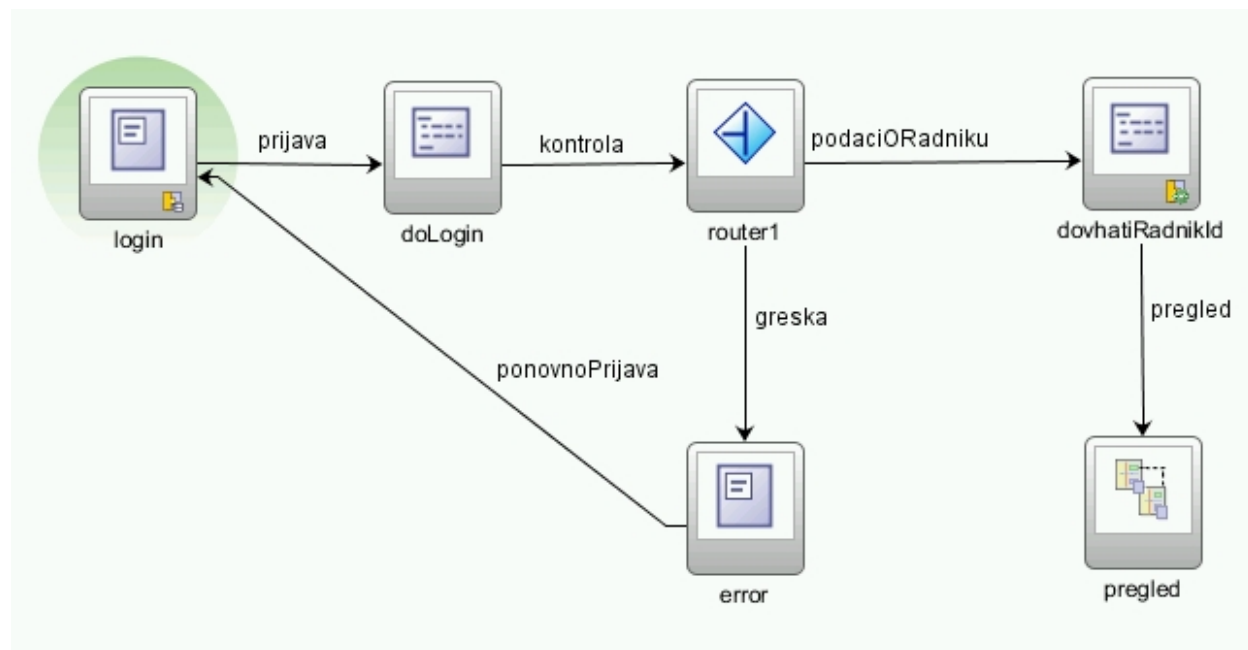 prijava
kontrola
podaciORadniku
login
doLogin
router1
dovhatiRadnikId
greska
pregled
ponovnoPrijava
error
pregled